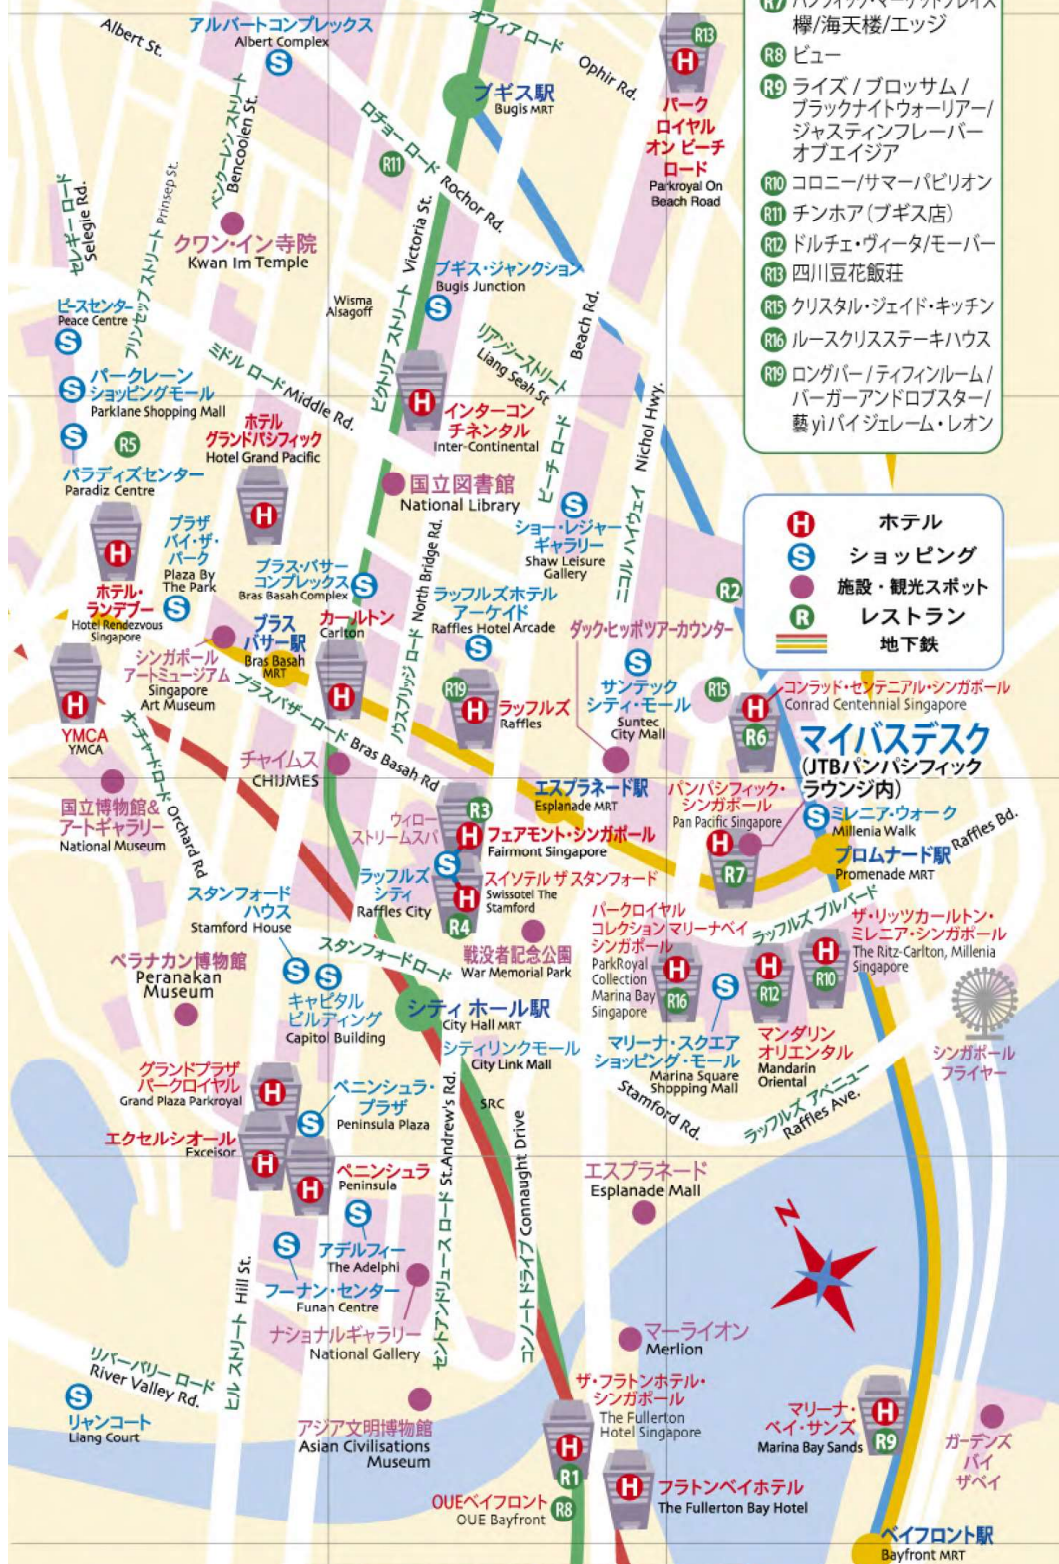 アルバートコンプレックス
Albert Complex
Albert St.
オフィア ロード
Ophir Rd.
R13
H
パーク
ロイヤル
オン ビーチ
ロード
Parkroyal On
Beach Road
S
ブギス駅
Bugis MRT
ベンクーレン ストリート
Bencoolen St.
ロチョー ロード
Rochor Rd.
R11
プリンセップ ストリート
Prinsep St.
セレギー ロード
Selegie Rd.
クワン・イン寺院
Kwan Im Temple
ビクトリア ストリート
Victoria St.
ブギス・ジャンクション
Bugis Junction
S
Wisma
Alsagoff
ピースセンター
Peace Centre
S
リアンシーストリート
Liang Seah St
ビーチ ロード
Beach Rd.
ミドル ロード
Middle Rd.
S
パークレーン
ショッピングモール
Parklane Shopping Mall
H
インターコン
チネンタル
Inter-Continental
ニコル ハイウェイ
Nichol Hwy.
ホテル
グランドパシフィック
Hotel Grand Pacific
H
S
R5
パラディズセンター
Paradiz Centre
国立図書館
National Library
S
ショー・レジャー
ギャラリー
Shaw Leisure
Gallery
プラザ
バイ・ザ・
パーク
Plaza By
The Park
S
H
ホテル・
ランデブー
Hotel Rendezvous
Singapore
ブラス・バサー
コンプレックス
Bras Basah Complex
S
ノウスブリッジ ロード
North Bridge Rd.
ラッフルズホテル
アーケイド
Raffles Hotel Arcade
S
R2
カールトン
Carlton
H
ブラス
バサー駅
Bras Basah
MRT
シンガポール
アートミュージアム
Singapore
Art Museum
ダック・ヒッポツアーカウンター
S
サンテック
シティ・モール
Suntec
City Mall
R15
H
YMCA
YMCA
ブラスバザーロード
Bras Basah Rd
R19
H
ラッフルズ
Raffles
H
R6
コンラッド・センテニアル・シンガポール
Conrad Centennial Singapore
マイバスデスク
(JTBパンパシフィック
ラウンジ内)
チャイムス
CHIJMES
オーチャードロード
Orchard Rd
国立博物館&
アートギャラリー
National Museum
エスプラネード駅
Esplanade MRT
パンパシフィック・
シンガポール
Pan Pacific Singapore
H
R7
S
ミレニア・ウォーク
Millenia Walk
Raffles Bd.
ラッフルズ ブルバード
プロムナード駅
Promenade MRT
ウィロー
ストリームスパ
R3
H
フェアモント・シンガポール
Fairmont Singapore
S
ラッフルズ
シティ
Raffles City
H
R4
スイソテル ザ スタンフォード
Swissotel The
Stamford
スタンフォード
ハウス
Stamford House
S
戦没者記念公園
War Memorial Park
パークロイヤル
コレクション マリーナベイ
シンガポール
ParkRoyal
Collection
Marina Bay
Singapore
H
R16
ザ・リッツカールトン・
ミレニア・シンガポール
The Ritz-Carlton, Millenia
Singapore
H
R10
スタンフォードロード
ペラナカン博物館
Peranakan
Museum
S
キャピタル
ビルディング
Capitol Building
シティ ホール駅
City Hall MRT
シティリンクモール
City Link Mall
S
マリーナ・スクエア
ショッピング・モール
Marina Square
Shopping Mall
H
R12
マンダリン
オリエンタル
Mandarin
Oriental
シンガポール
フライヤー
グランドプラザ
パークロイヤル
Grand Plaza Parkroyal
H
S
ペニンシュラ・
プラザ
Peninsula Plaza
SRC
Stamford Rd.
ラッフルズ アベニュー
Raffles Ave.
エクセルシオール
Exceisor
H
H
ペニンシュラ
Peninsula
エスプラネード
Esplanade Mall
セントアンドリュース ロード
St.Andrew's Rd.
コンノート ドライブ
Connaught Drive
S
アデルフィー
The Adelphi
S
フーナン・センター
Funan Centre
N
ヒル ストリート
Hill St.
ナショナルギャラリー
National Gallery
マーライオン
Merlion
リバーバリー ロード
River Valley Rd.
S
リャンコート
Liang Court
アジア文明博物館
Asian Civilisations
Museum
ザ・フラトンホテル・
シンガポール
The Fullerton
Hotel Singapore
H
R1
マリーナ・
ベイ・サンズ
Marina Bay Sands
H
R9
ガーデンズ
バイ
ザベイ
OUEベイフロント
OUE Bayfront
R8
H
フラトンベイホテル
The Fullerton Bay Hotel
ベイフロント駅
Bayfront MRT
R7 パシフィック・マーケットプレイス
欅/海天楼/エッジ
R8 ビュー
R9 ライズ / ブロッサム /
ブラックナイトウォーリアー/
ジャスティンフレーバー
オブエイジア
R10 コロニー/サマーパビリオン
R11 チンホア(ブギス店)
R12 ドルチェ・ヴィータ/モーバー
R13 四川豆花飯荘
R15 クリスタル・ジェイド・キッチン
R16 ルースクリスステーキハウス
R19 ロングバー / ティフィンルーム /
バーガーアンドロブスター/
藝yìバイジェレーム・レオン
H ホテル
S ショッピング
施設・観光スポット
R レストラン
地下鉄